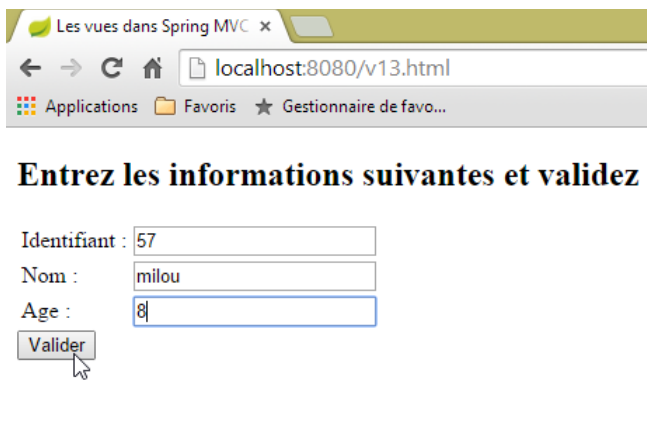 Les vues dans Spring MVC
localhost:8080/v13.html
Applications Favoris Gestionnaire de favo...
Entrez les informations suivantes et validez
Identifiant : 57
Nom : milou
Age : 8
Valider